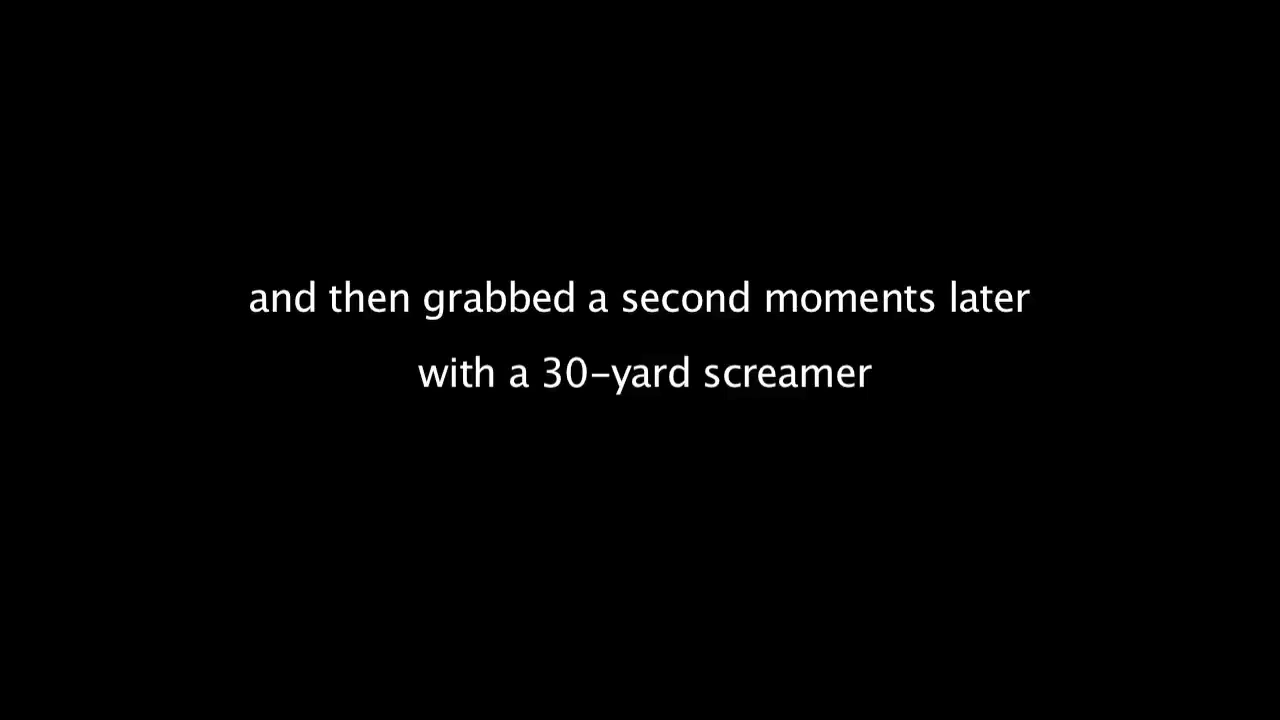 and then grabbed a second moments later
with a 30-yard screamer